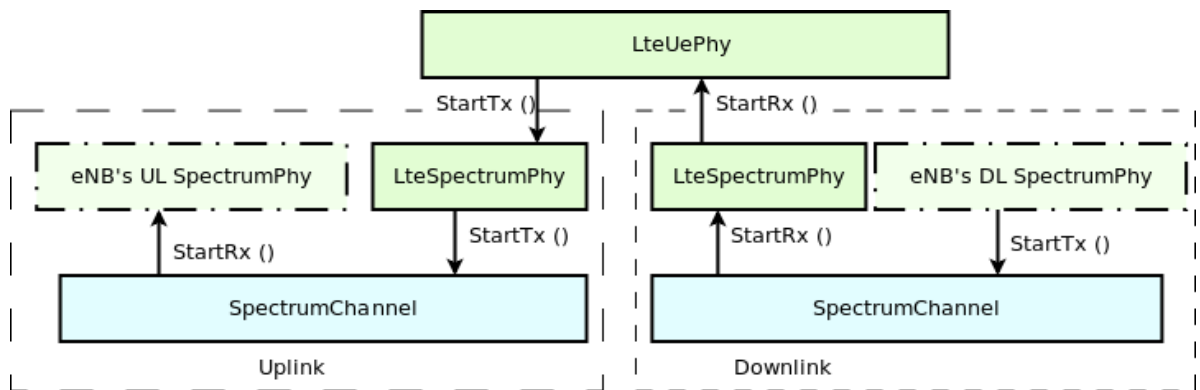 LteUePhy
StartTx ()
StartRx ()
eNB's UL SpectrumPhy
LteSpectrumPhy
LteSpectrumPhy
eNB's DL SpectrumPhy
StartRx ()
StartTx ()
StartRx ()
StartTx ()
SpectrumChannel
SpectrumChannel
Uplink
Downlink